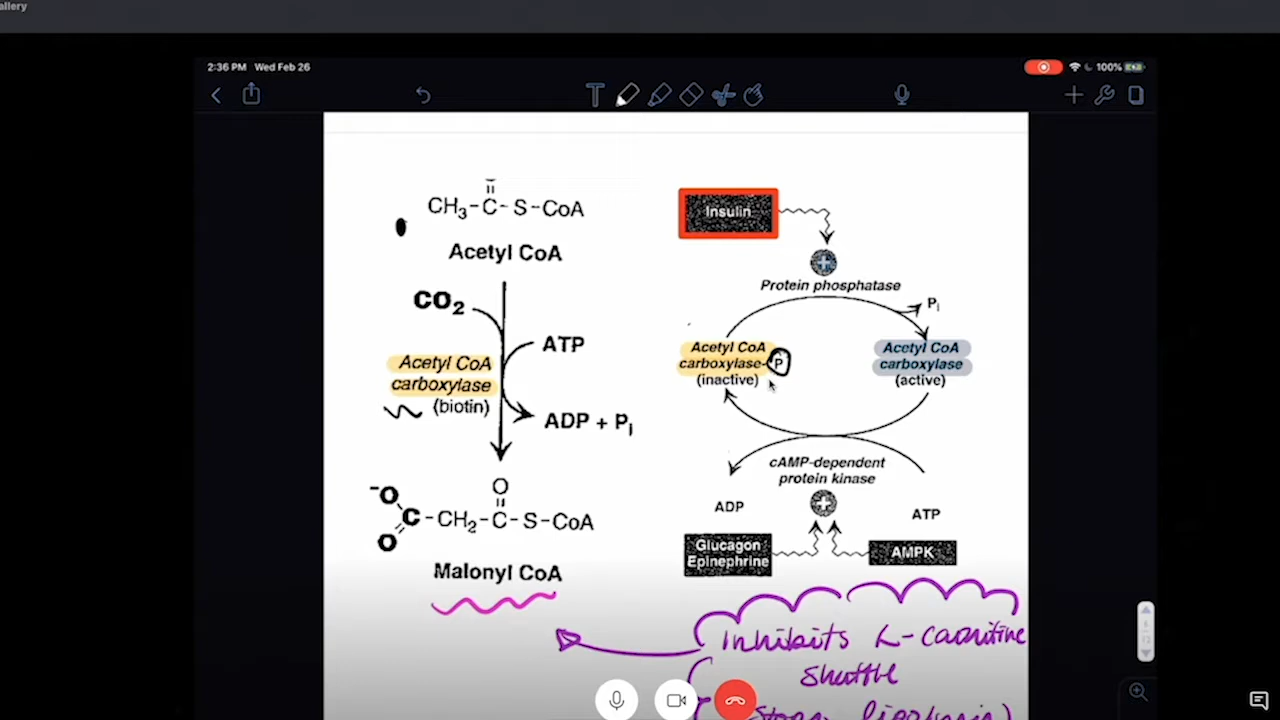 allery
2:36 PM Wed Feb 26
100%
T
O
CH3-C-S-CoA
Acetyl CoA
CO2
ATP
Acetyl CoA
carboxylase
(biotin)
ADP + Pi
-O
O
C-CH2-C-S-CoA
O
Malonyl CoA
Insulin
+
Protein phosphatase
Pi
Acetyl CoA
carboxylase-P
(inactive)
Acetyl CoA
carboxylase
(active)
cAMP-dependent
protein kinase
ADP
+
ATP
Glucagon
Epinephrine
AMPK
Inhibits L-carnitine
shuttle